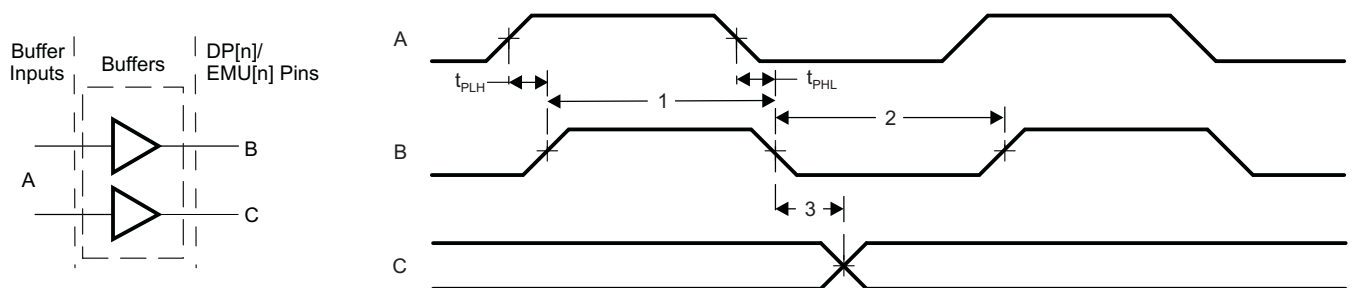 Buffer
Inputs
Buffers
DP[n]/
EMU[n] Pins
A
B
C
A
t_PLH
t_PHL
1
2
B
3
C